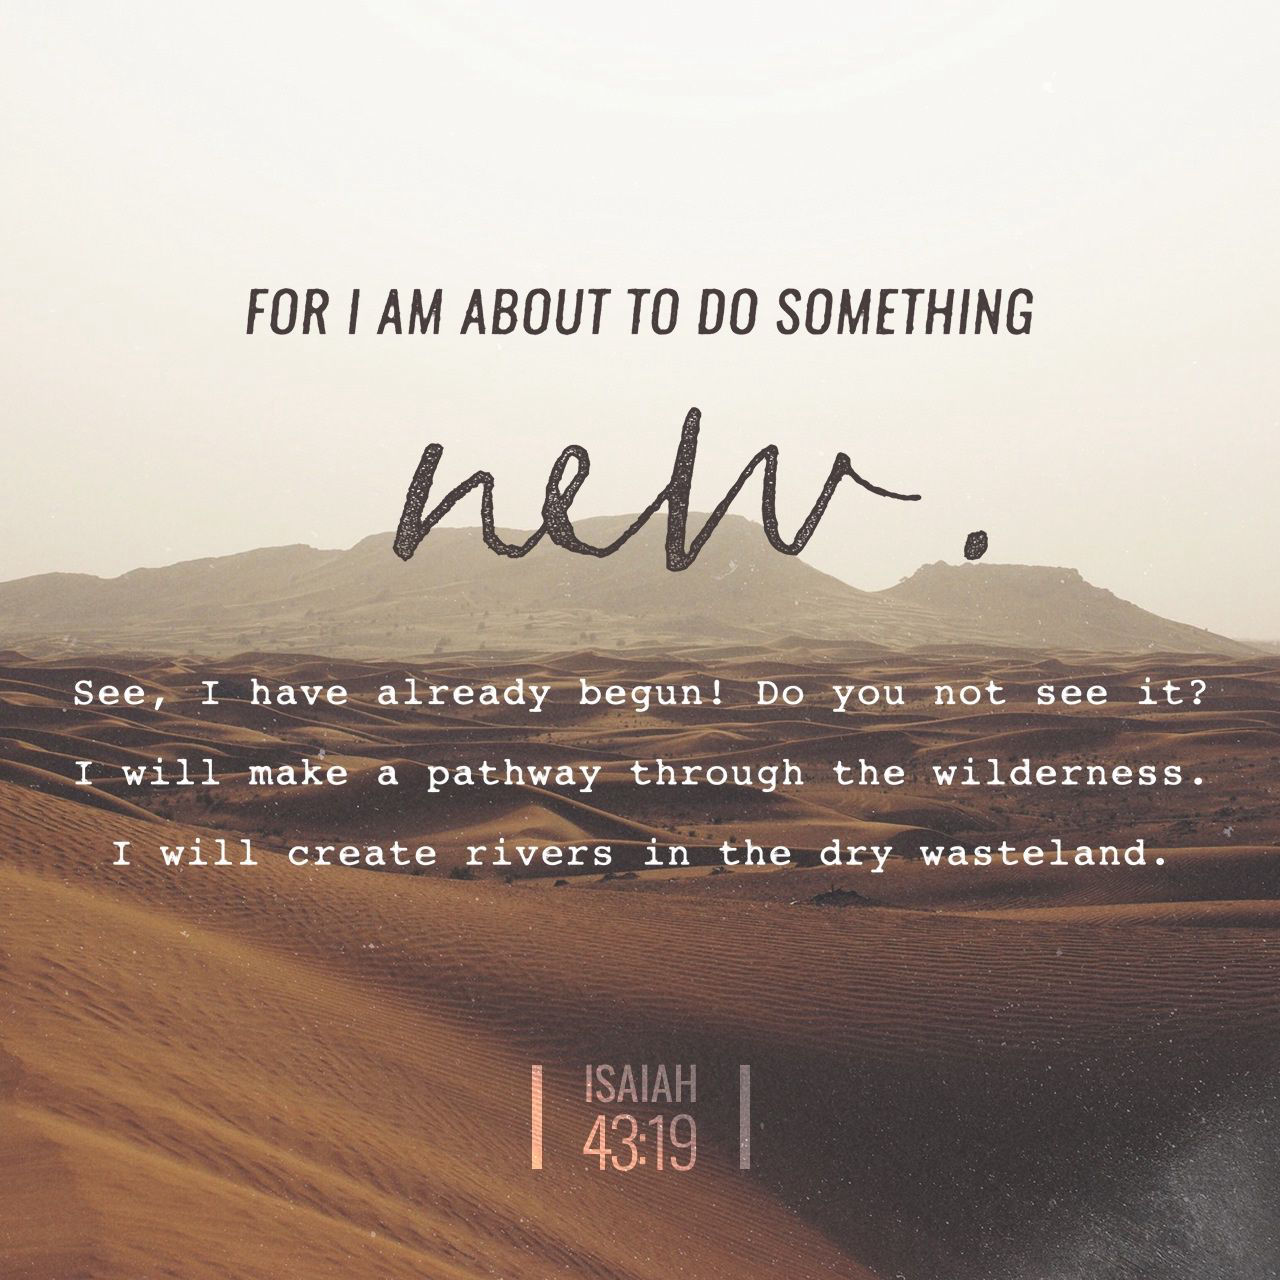 FOR I AM ABOUT TO DO SOMETHING
new.
See, I have already begun! Do you not see it?
I will make a pathway through the wilderness.
I will create rivers in the dry wasteland.
ISAIAH
43:19